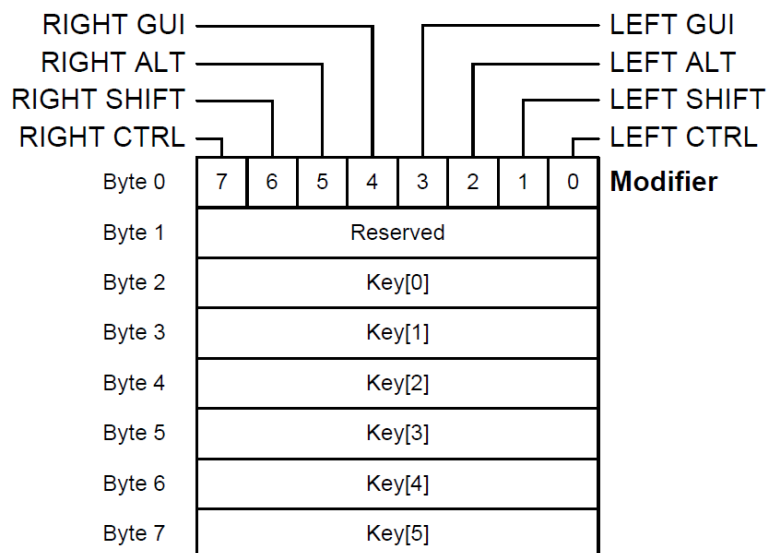 RIGHT GUI LEFT GUI
RIGHT ALT LEFT ALT
RIGHT SHIFT LEFT SHIFT
RIGHT CTRL LEFT CTRL
Byte 0 7 6 5 4 3 2 1 0 Modifier
Byte 1 Reserved
Byte 2 Key[0]
Byte 3 Key[1]
Byte 4 Key[2]
Byte 5 Key[3]
Byte 6 Key[4]
Byte 7 Key[5]